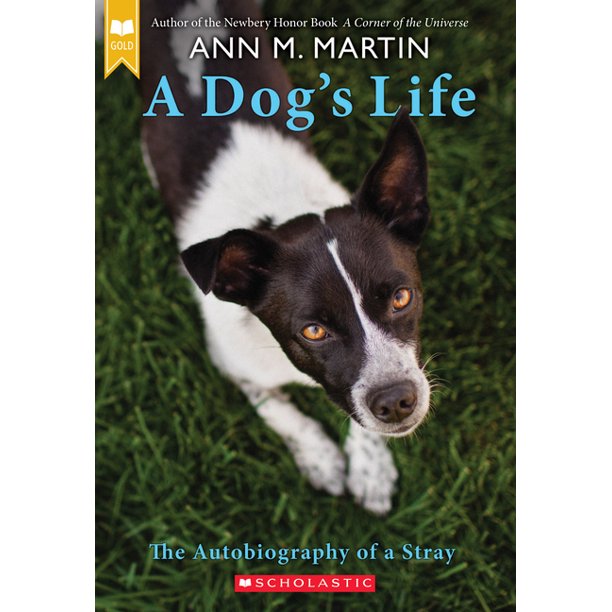 Author of the Newbery Honor Book A Corner of the Universe
GOLD
ANN M. MARTIN
A Dog's Life
The Autobiography of a Stray
SCHOLASTIC